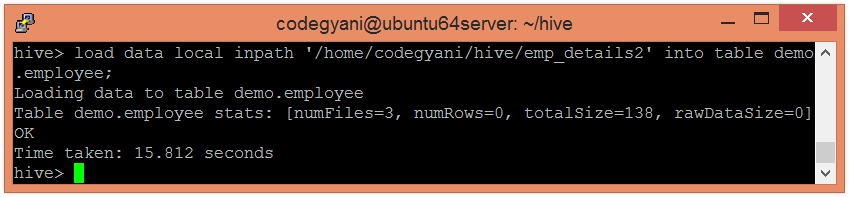 codegyani@ubuntu64server: ~/hive
hive> load data local inpath '/home/codegyani/hive/emp_details2' into table demo
.employee;
Loading data to table demo.employee
Table demo.employee stats: [numFiles=3, numRows=0, totalSize=138, rawDataSize=0]
OK
Time taken: 15.812 seconds
hive>